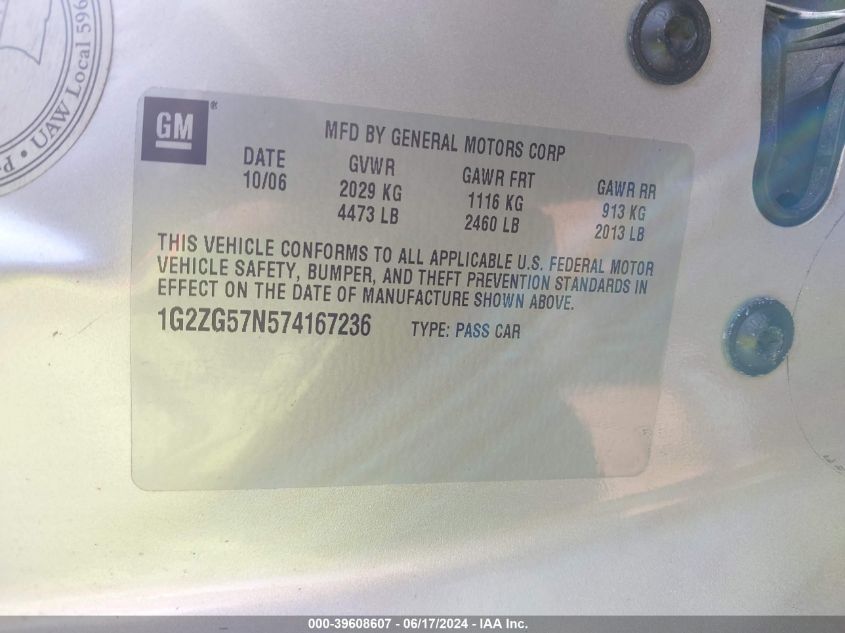 UAW Local 596
GM ®
MFD BY GENERAL MOTORS CORP
DATE GVWR GAWR FRT GAWR RR
10/06 2029 KG 1116 KG 913 KG
4473 LB 2460 LB 2013 LB
THIS VEHICLE CONFORMS TO ALL APPLICABLE U.S. FEDERAL MOTOR
VEHICLE SAFETY, BUMPER, AND THEFT PREVENTION STANDARDS IN
EFFECT ON THE DATE OF MANUFACTURE SHOWN ABOVE.
1G2ZG57N574167236 TYPE: PASS CAR
000-39608607 - 06/17/2024 - IAA Inc.